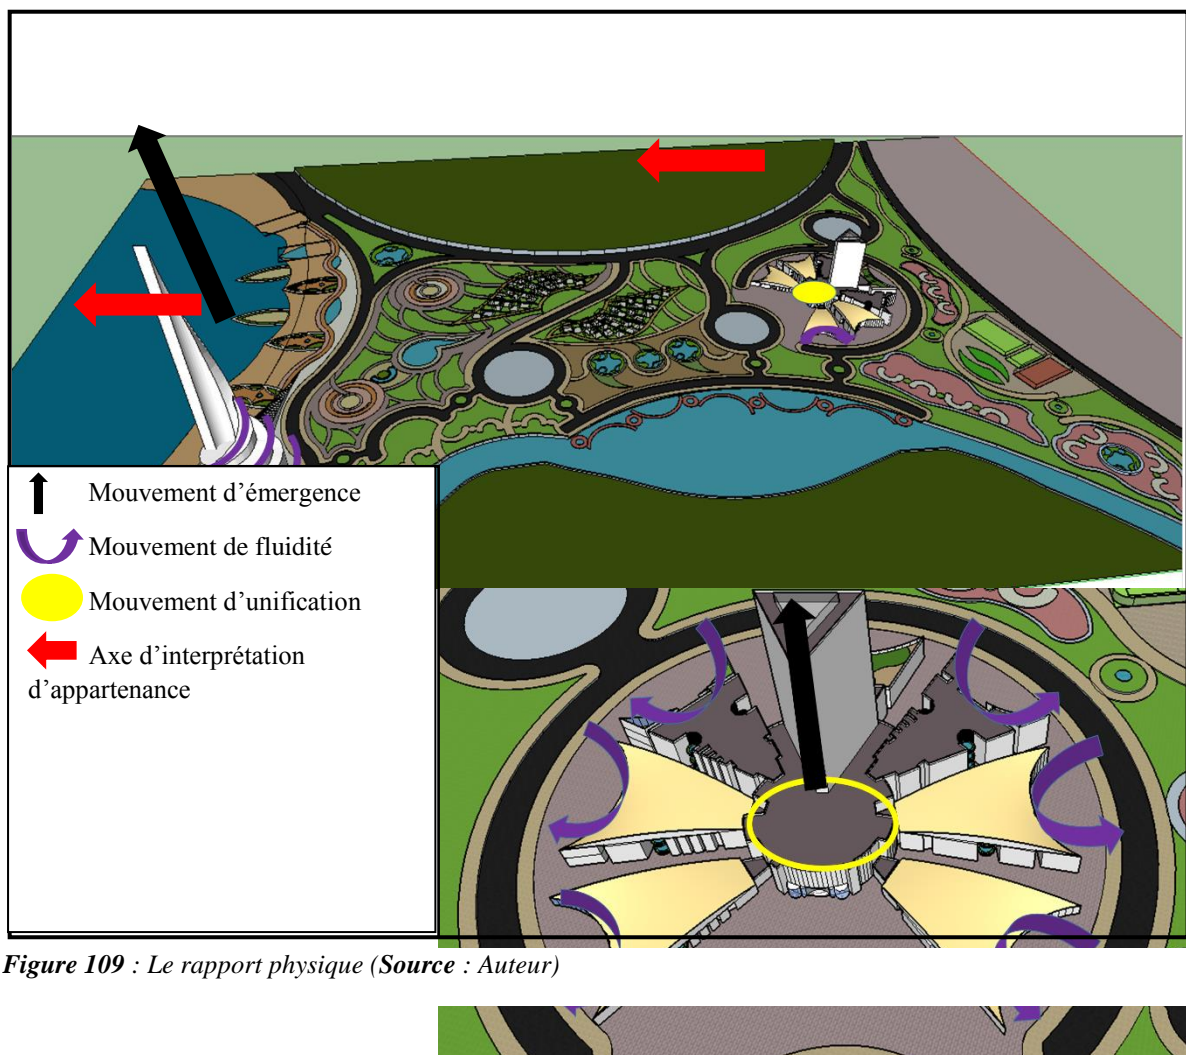 Mouvement d’émergence
Mouvement de fluidité
Mouvement d’unification
Axe d’interprétation
d’appartenance
Figure 109 : Le rapport physique (Source : Auteur)